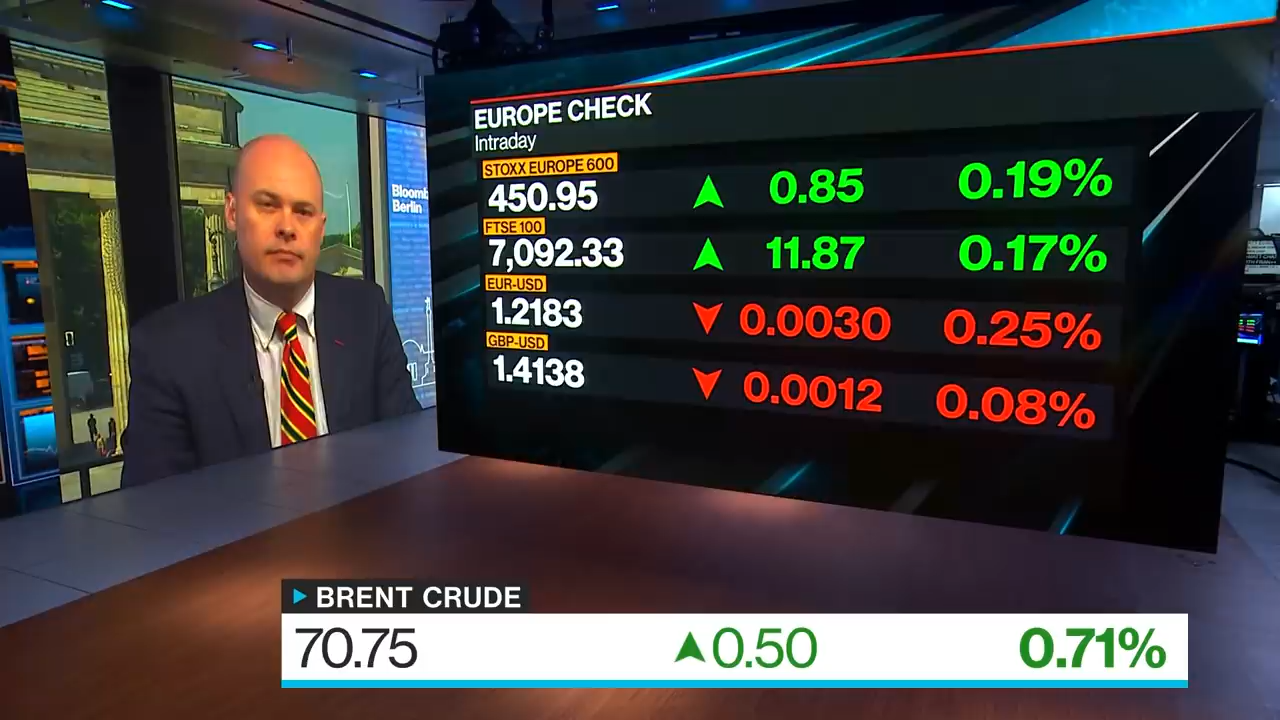 EUROPE CHECK
Intraday
STOXX EUROPE 600
450.95 0.85 0.19%
FTSE 100
7,092.33 11.87 0.17%
EUR-USD
1.2183 0.0030 0.25%
GBP-USD
1.4138 0.0012 0.08%
Berlin
BRENT CRUDE
70.75 0.50 0.71%